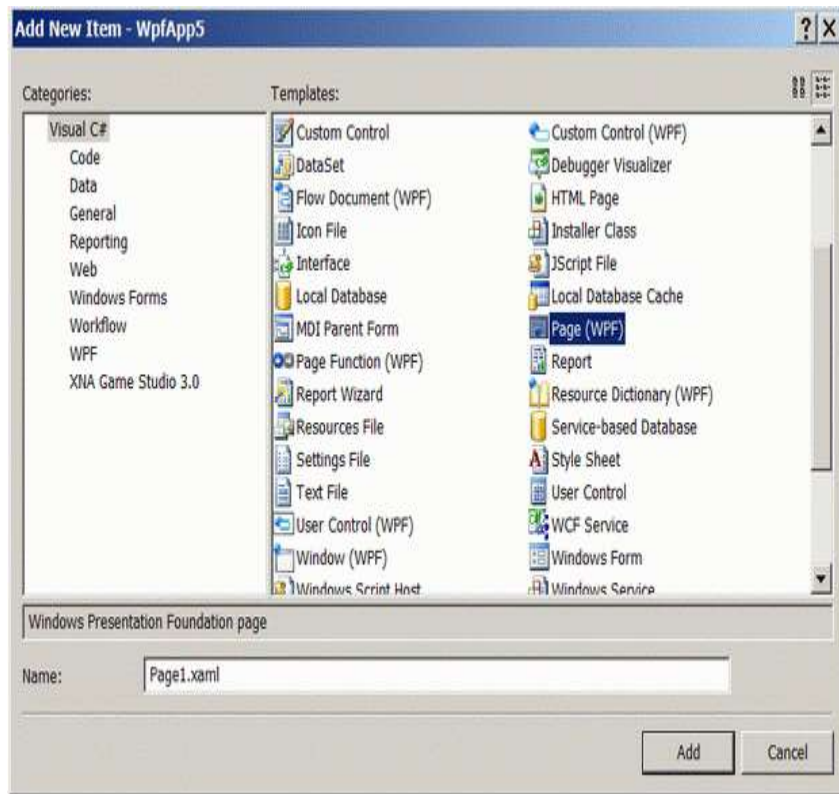 Add New Item - WpfApp5
Categories:
Templates:
Visual C#
Code
Data
General
Reporting
Web
Windows Forms
Workflow
WPF
XNA Game Studio 3.0
Custom Control
Custom Control (WPF)
DataSet
Debugger Visualizer
Flow Document (WPF)
HTML Page
Icon File
Installer Class
Interface
JScript File
Local Database
Local Database Cache
MDI Parent Form
Page (WPF)
Page Function (WPF)
Report
Report Wizard
Resource Dictionary (WPF)
Resources File
Service-based Database
Settings File
Style Sheet
Text File
User Control
User Control (WPF)
WCF Service
Window (WPF)
Windows Form
Windows Script Host
Windows Service
Windows Presentation Foundation page
Name:
Page1.xaml
Add
Cancel